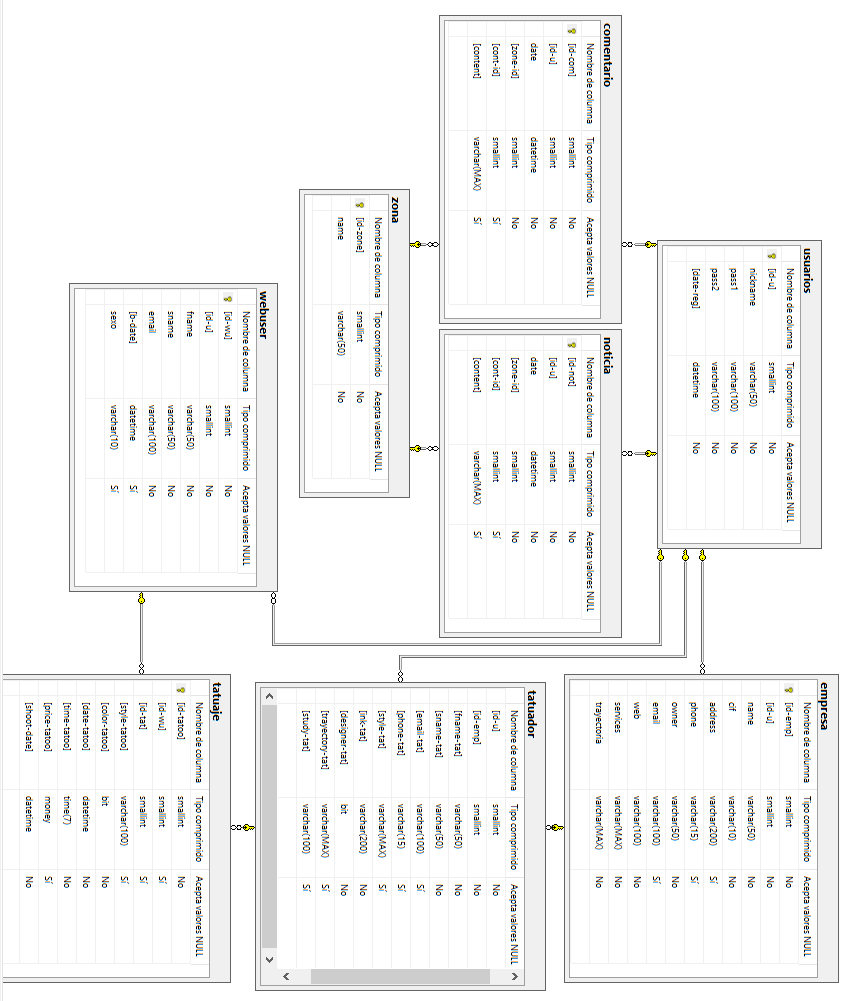 comentario
Nombre de columna Tipo comprimido Acepta valores NULL
[id-com] smallint No
[id-u] smallint No
date datetime No
[zone-id] smallint No
[cont-id] smallint Sí
[content] varchar(MAX) Sí
usuarios
Nombre de columna Tipo comprimido Acepta valores NULL
[id-u] smallint No
nickname varchar(50) No
pass1 varchar(100) No
pass2 varchar(100) No
[date-reg] datetime No
zona
Nombre de columna Tipo comprimido Acepta valores NULL
[id-zone] smallint No
name varchar(50) No
noticia
Nombre de columna Tipo comprimido Acepta valores NULL
[id-not] smallint No
[id-u] smallint No
date datetime No
[zone-id] smallint No
[cont-id] smallint Sí
[content] varchar(MAX) Sí
webuser
Nombre de columna Tipo comprimido Acepta valores NULL
[id-wu] smallint No
[id-u] smallint No
fname varchar(50) No
sname varchar(50) No
email varchar(100) No
[b-date] datetime Sí
sexo varchar(10) Sí
empresa
Nombre de columna Tipo comprimido Acepta valores NULL
[id-emp] smallint No
[id-u] smallint No
name varchar(50) No
cif varchar(10) No
address varchar(200) Sí
phone varchar(15) Sí
owner varchar(50) No
email varchar(100) Sí
web varchar(100) No
services varchar(MAX) No
trayectoria varchar(MAX) No
tatuador
Nombre de columna Tipo comprimido Acepta valores NULL
[id-u] smallint No
[id-emp] smallint No
[fname-tat] varchar(50) No
[sname-tat] varchar(50) No
[email-tat] varchar(100) Sí
[phone-tat] varchar(15) Sí
[style-tat] varchar(MAX) No
[ink-tat] varchar(200) No
[designer-tat] bit No
[trayectory-tat] varchar(MAX) Sí
[study-tat] varchar(100) Sí
tatuaje
Nombre de columna Tipo comprimido Acepta valores NULL
[id-tatoo] smallint No
[id-wu] smallint Sí
[id-tat] smallint Sí
[style-tatoo] varchar(100) Sí
[color-tatoo] bit No
[date-tatoo] datetime No
[time-tatoo] time(7) No
[price-tatoo] money Sí
[shoot-date] datetime No